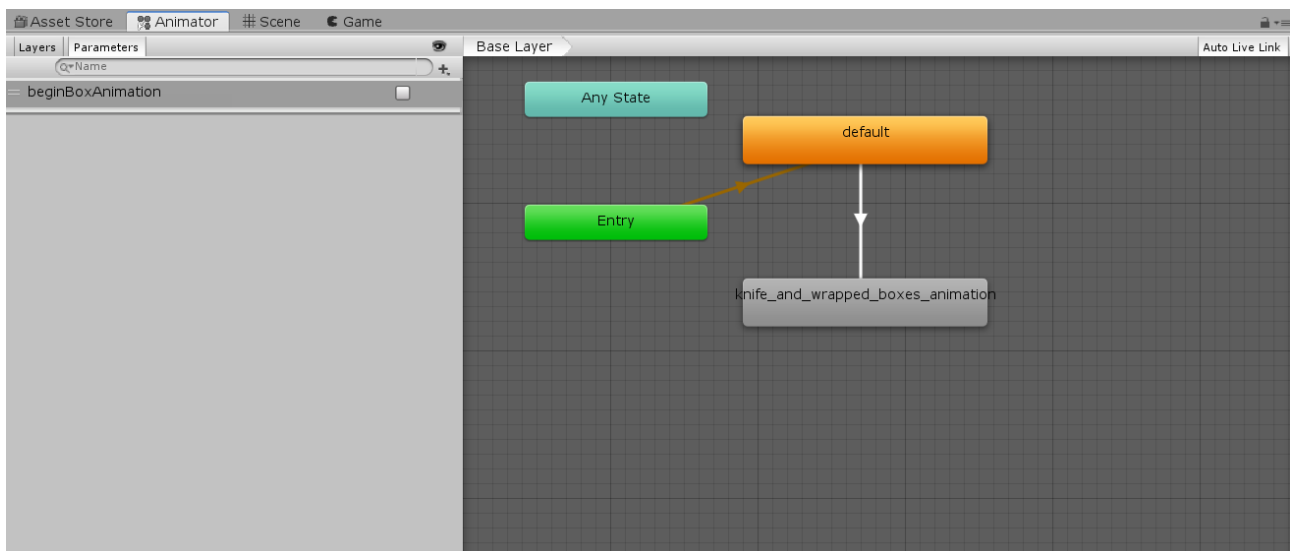 Asset Store Animator Scene Game
Layers Parameters
Name
beginBoxAnimation
Base Layer
Auto Live Link
Any State
default
Entry
knife_and_wrapped_boxes_animation